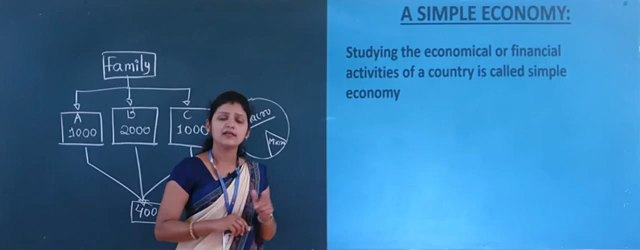 Family
A
B
C
1000
2000
1000
400
A SIMPLE ECONOMY:
Studying the economical or financial
activities of a country is called simple
economy